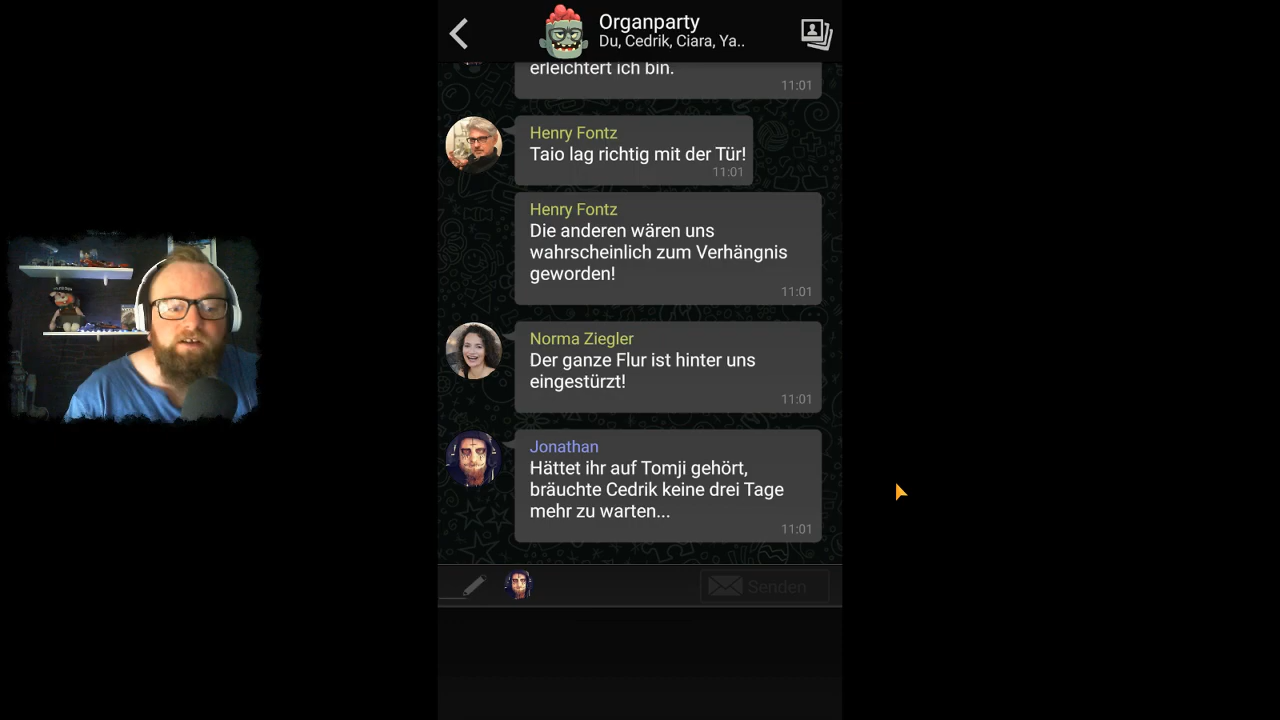 Organparty
Du, Cedrik, Ciara, Ya..
erleichtert ich bin.
11:01
Henry Fontz
Taio lag richtig mit der Tür!
11:01
Henry Fontz
Die anderen wären uns
wahrscheinlich zum Verhängnis
geworden!
11:01
Norma Ziegler
Der ganze Flur ist hinter uns
eingestürzt!
11:01
Jonathan
Hättet ihr auf Tomji gehört,
bräuchte Cedrik keine drei Tage
mehr zu warten...
11:01
Senden